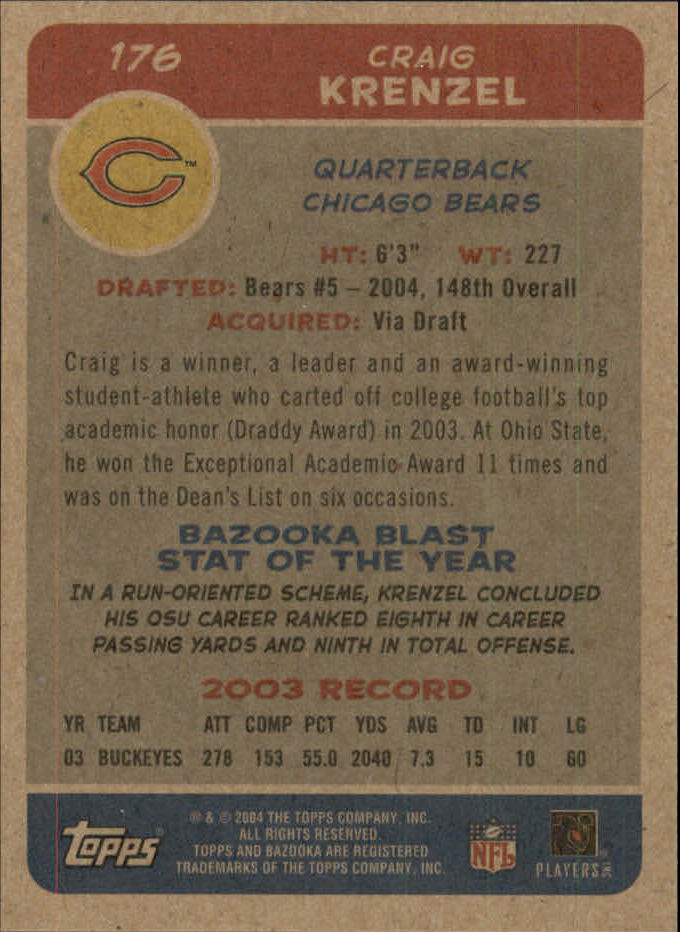 176
CRAIG
KRENZEL
C™
QUARTERBACK
CHICAGO BEARS
HT: 6'3" WT: 227
DRAFTED: Bears #5 – 2004, 148th Overall
ACQUIRED: Via Draft
Craig is a winner, a leader and an award-winning
student-athlete who carted off college football's top
academic honor (Draddy Award) in 2003. At Ohio State,
he won the Exceptional Academic Award 11 times and
was on the Dean's List on six occasions.
BAZOOKA BLAST
STAT OF THE YEAR
IN A RUN-ORIENTED SCHEME, KRENZEL CONCLUDED
HIS OSU CAREER RANKED EIGHTH IN CAREER
PASSING YARDS AND NINTH IN TOTAL OFFENSE.
2003 RECORD
YR TEAM ATT COMP PCT YDS AVG TD INT LG
03 BUCKEYES 278 153 55.0 2040 7.3 15 10 60
topps®
® & © 2004 THE TOPPS COMPANY, INC.
ALL RIGHTS RESERVED.
TOPPS AND BAZOOKA ARE REGISTERED
TRADEMARKS OF THE TOPPS COMPANY, INC.
NFL
PLAYERS INC